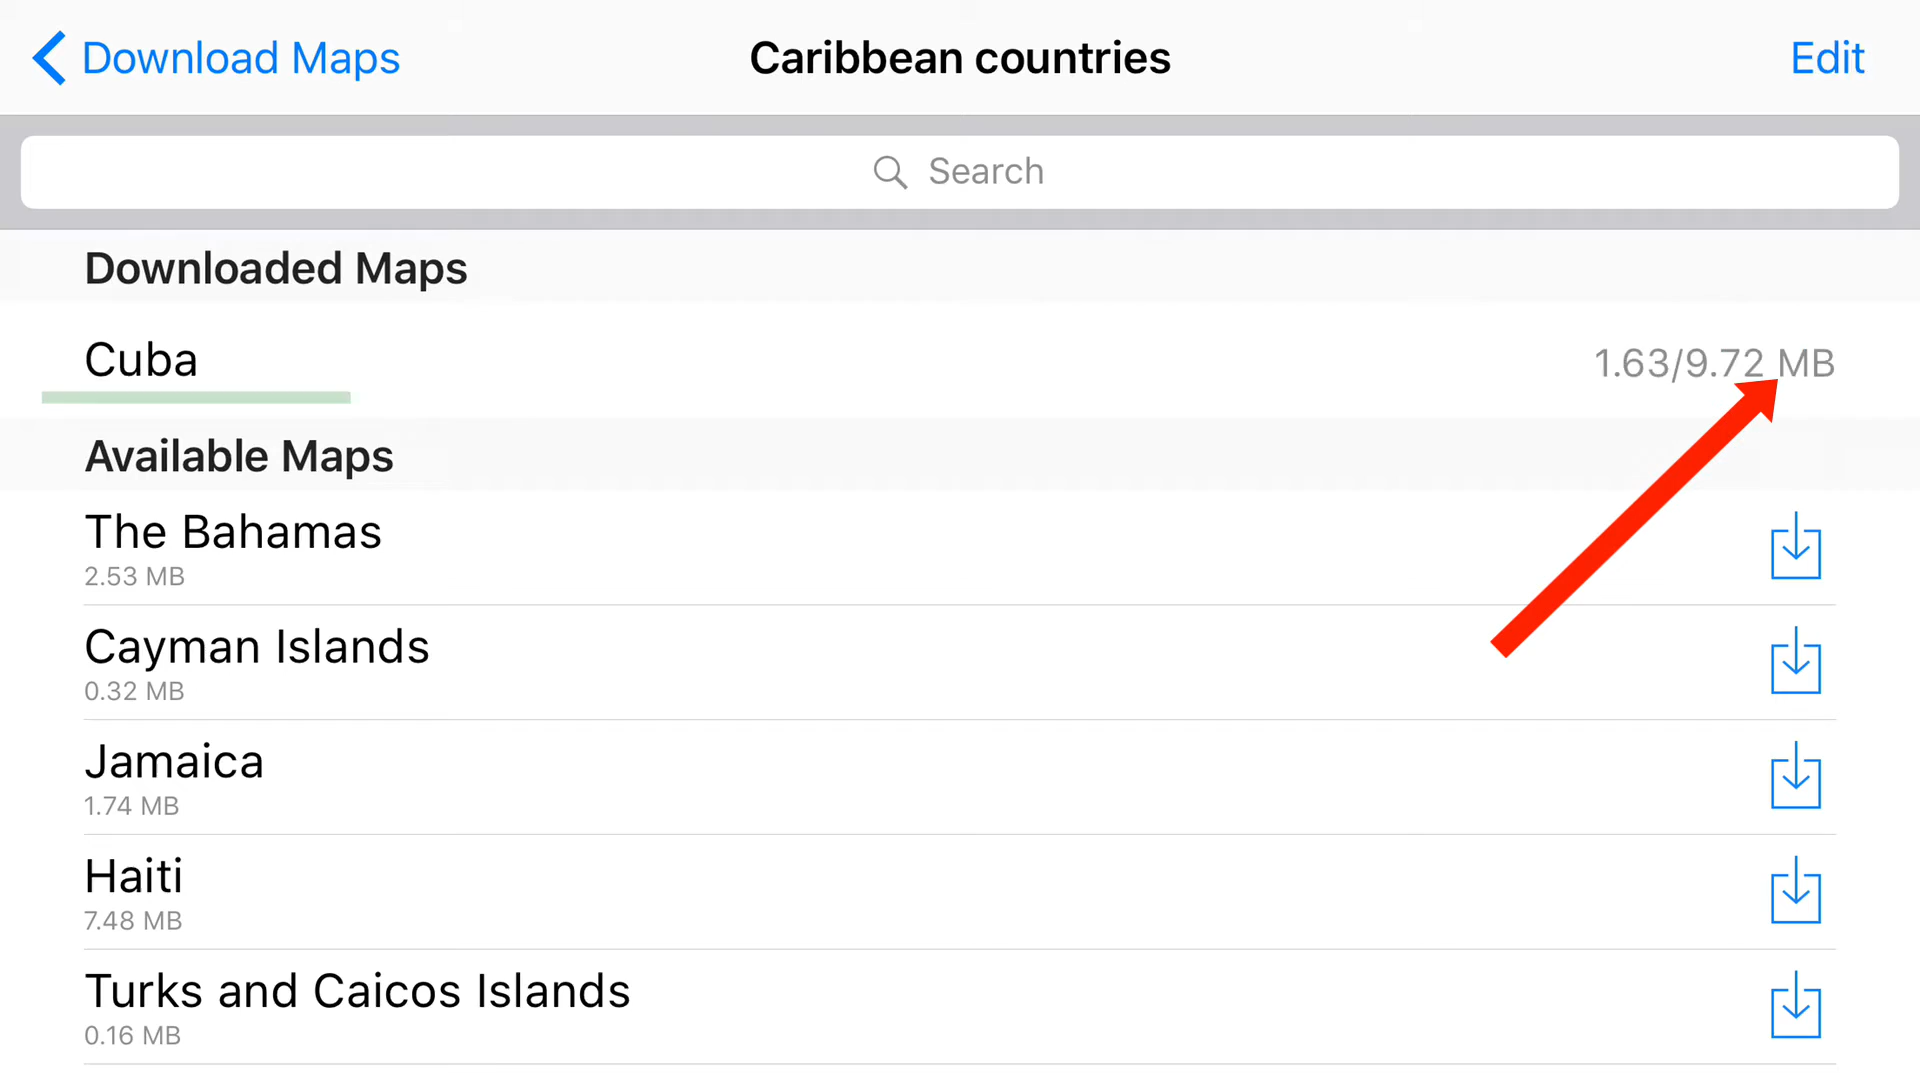 Download Maps
Caribbean countries
Edit
Search
Downloaded Maps
Cuba
1.63/9.72 MB
Available Maps
The Bahamas
2.53 MB
Cayman Islands
0.32 MB
Jamaica
1.74 MB
Haiti
7.48 MB
Turks and Caicos Islands
0.16 MB